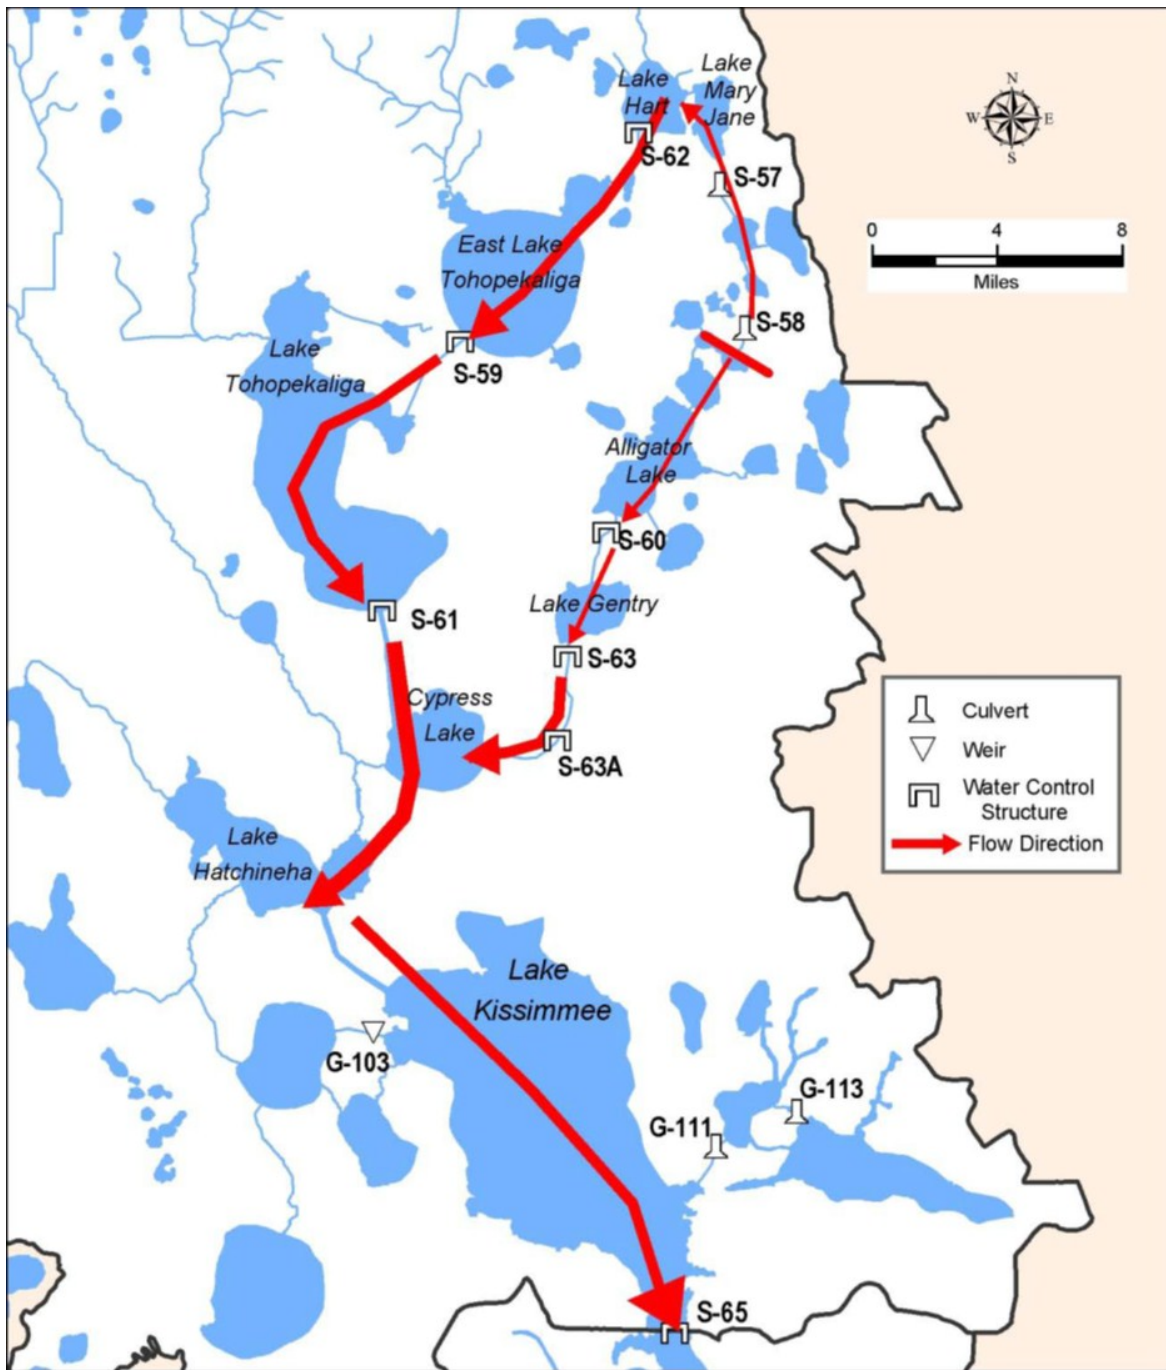 Lake
Hart
Lake
Mary
Jane
N
W
E
S
S-62
S-57
0
4
8
Miles
East Lake
Tohopekaliga
S-58
Lake
Tohopekaliga
S-59
Alligator
Lake
S-60
Lake Gentry
S-61
S-63
Cypress
Lake
S-63A
Culvert
Weir
Water Control
Structure
Flow Direction
Lake
Hatchineha
Lake
Kissimmee
G-103
G-113
G-111
S-65